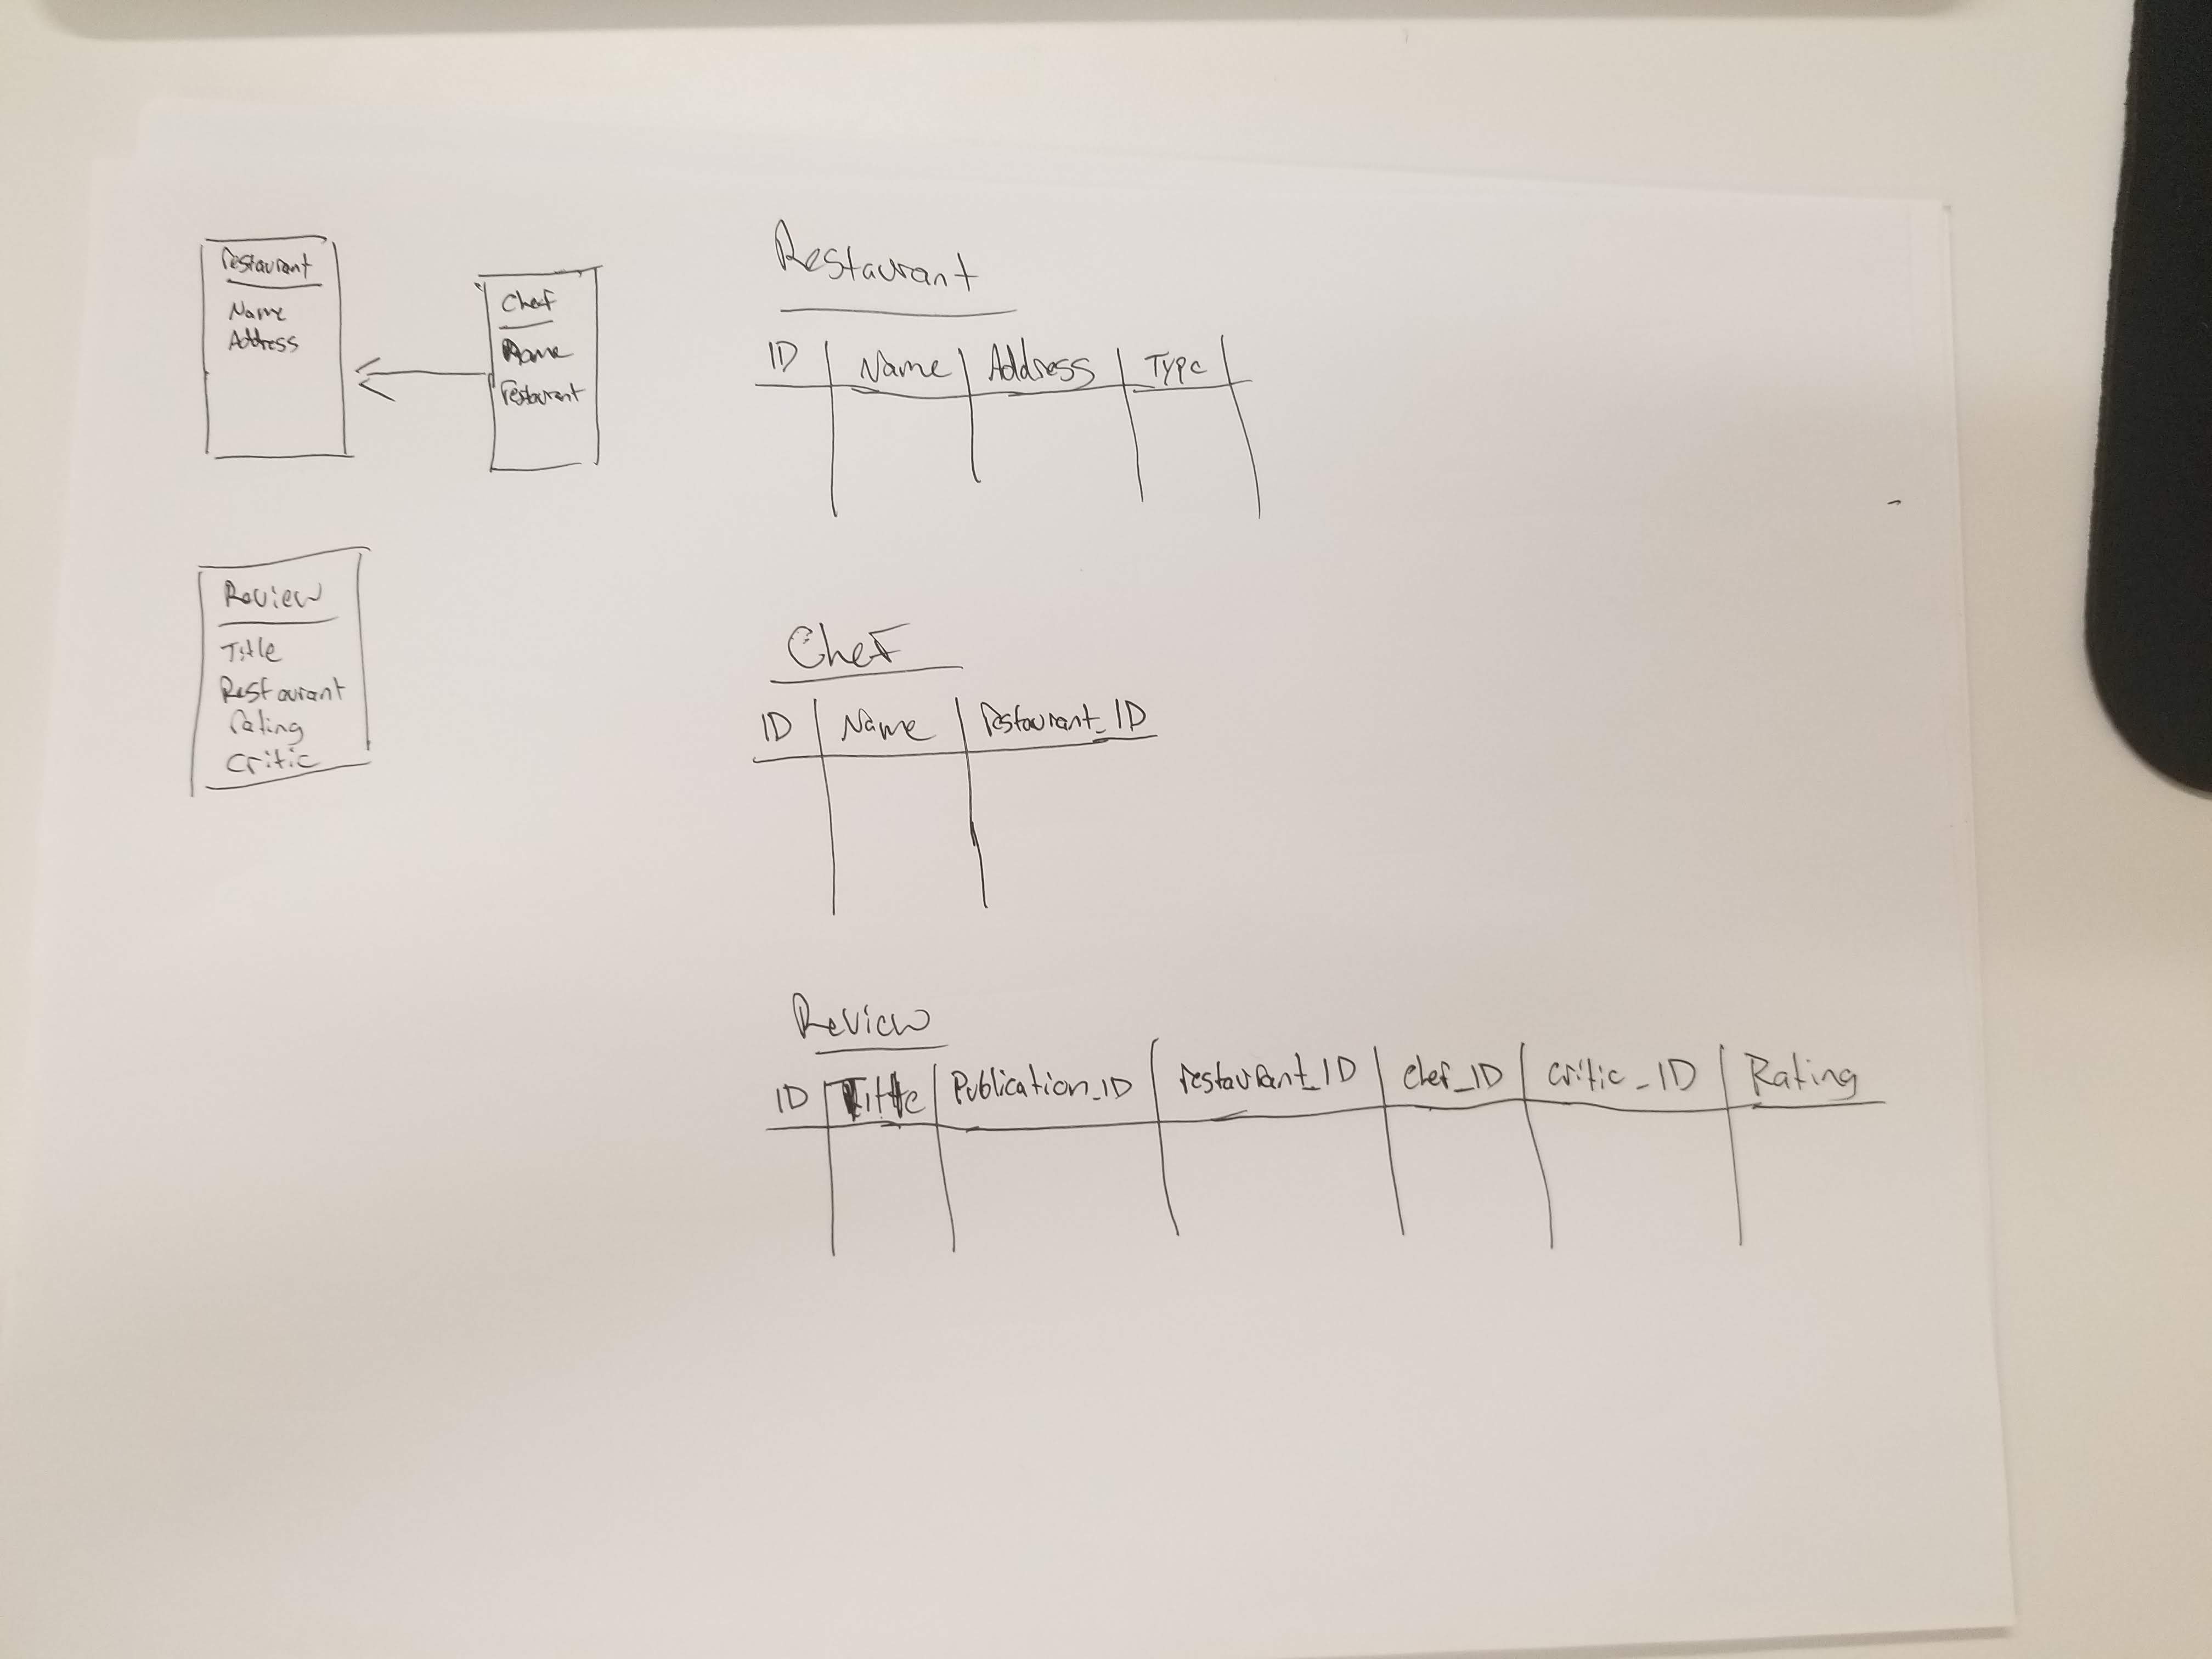 Restaurant
Name
Address
Chef
Name
restaurant
Review
Title
Restaurant
rating
critic
Restaurant
ID | Name | Address | Type |
Chef
ID | Name | restaurant_ID
Review
ID | Title | Publication_ID | restaurant_ID | chef_ID | critic_ID | Rating